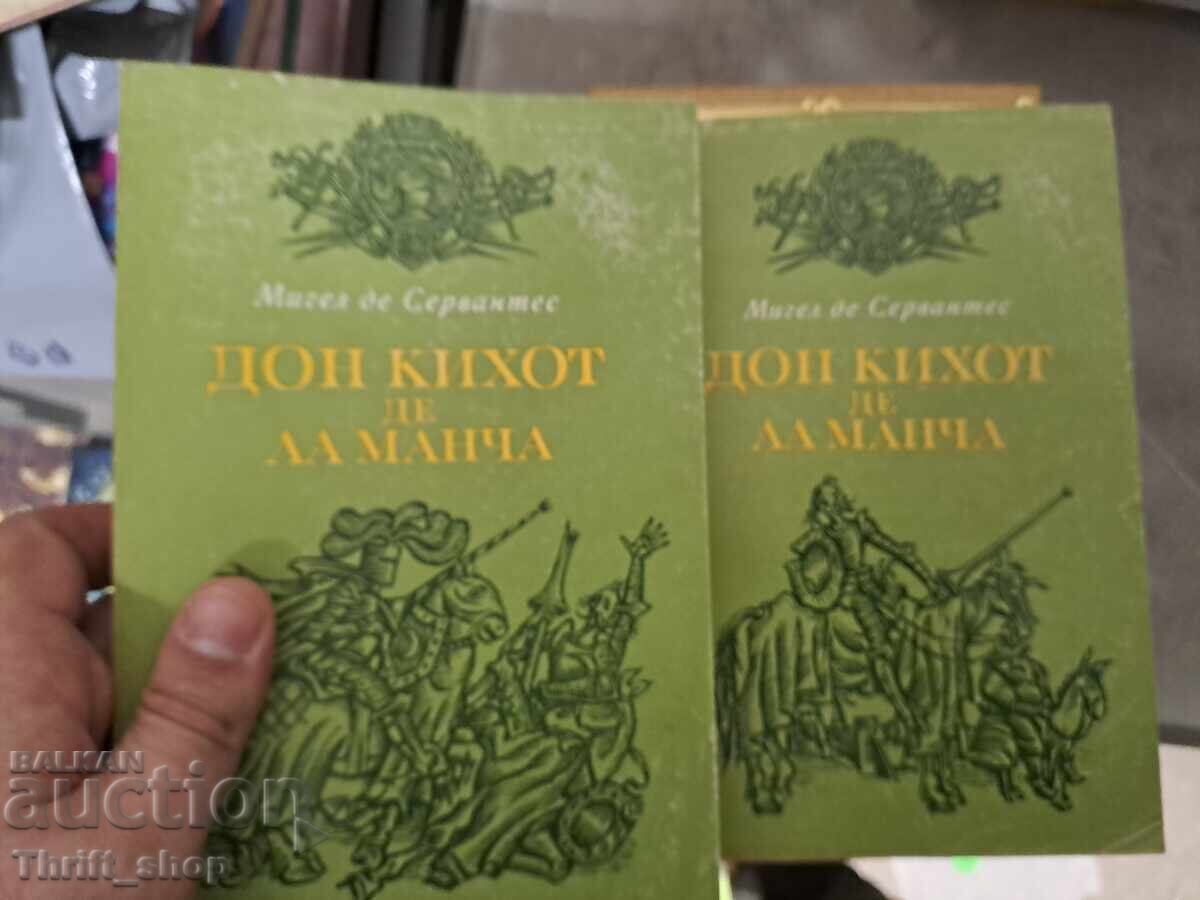 Мигел де Сервантес
ДОН КИХОТ
ДЕ
ЛА МАНЧА
Мигел де Сервантес
ДОН КИХОТ
ДЕ
ЛА МАНЧА
BALKAN
auction
Thrift_shop